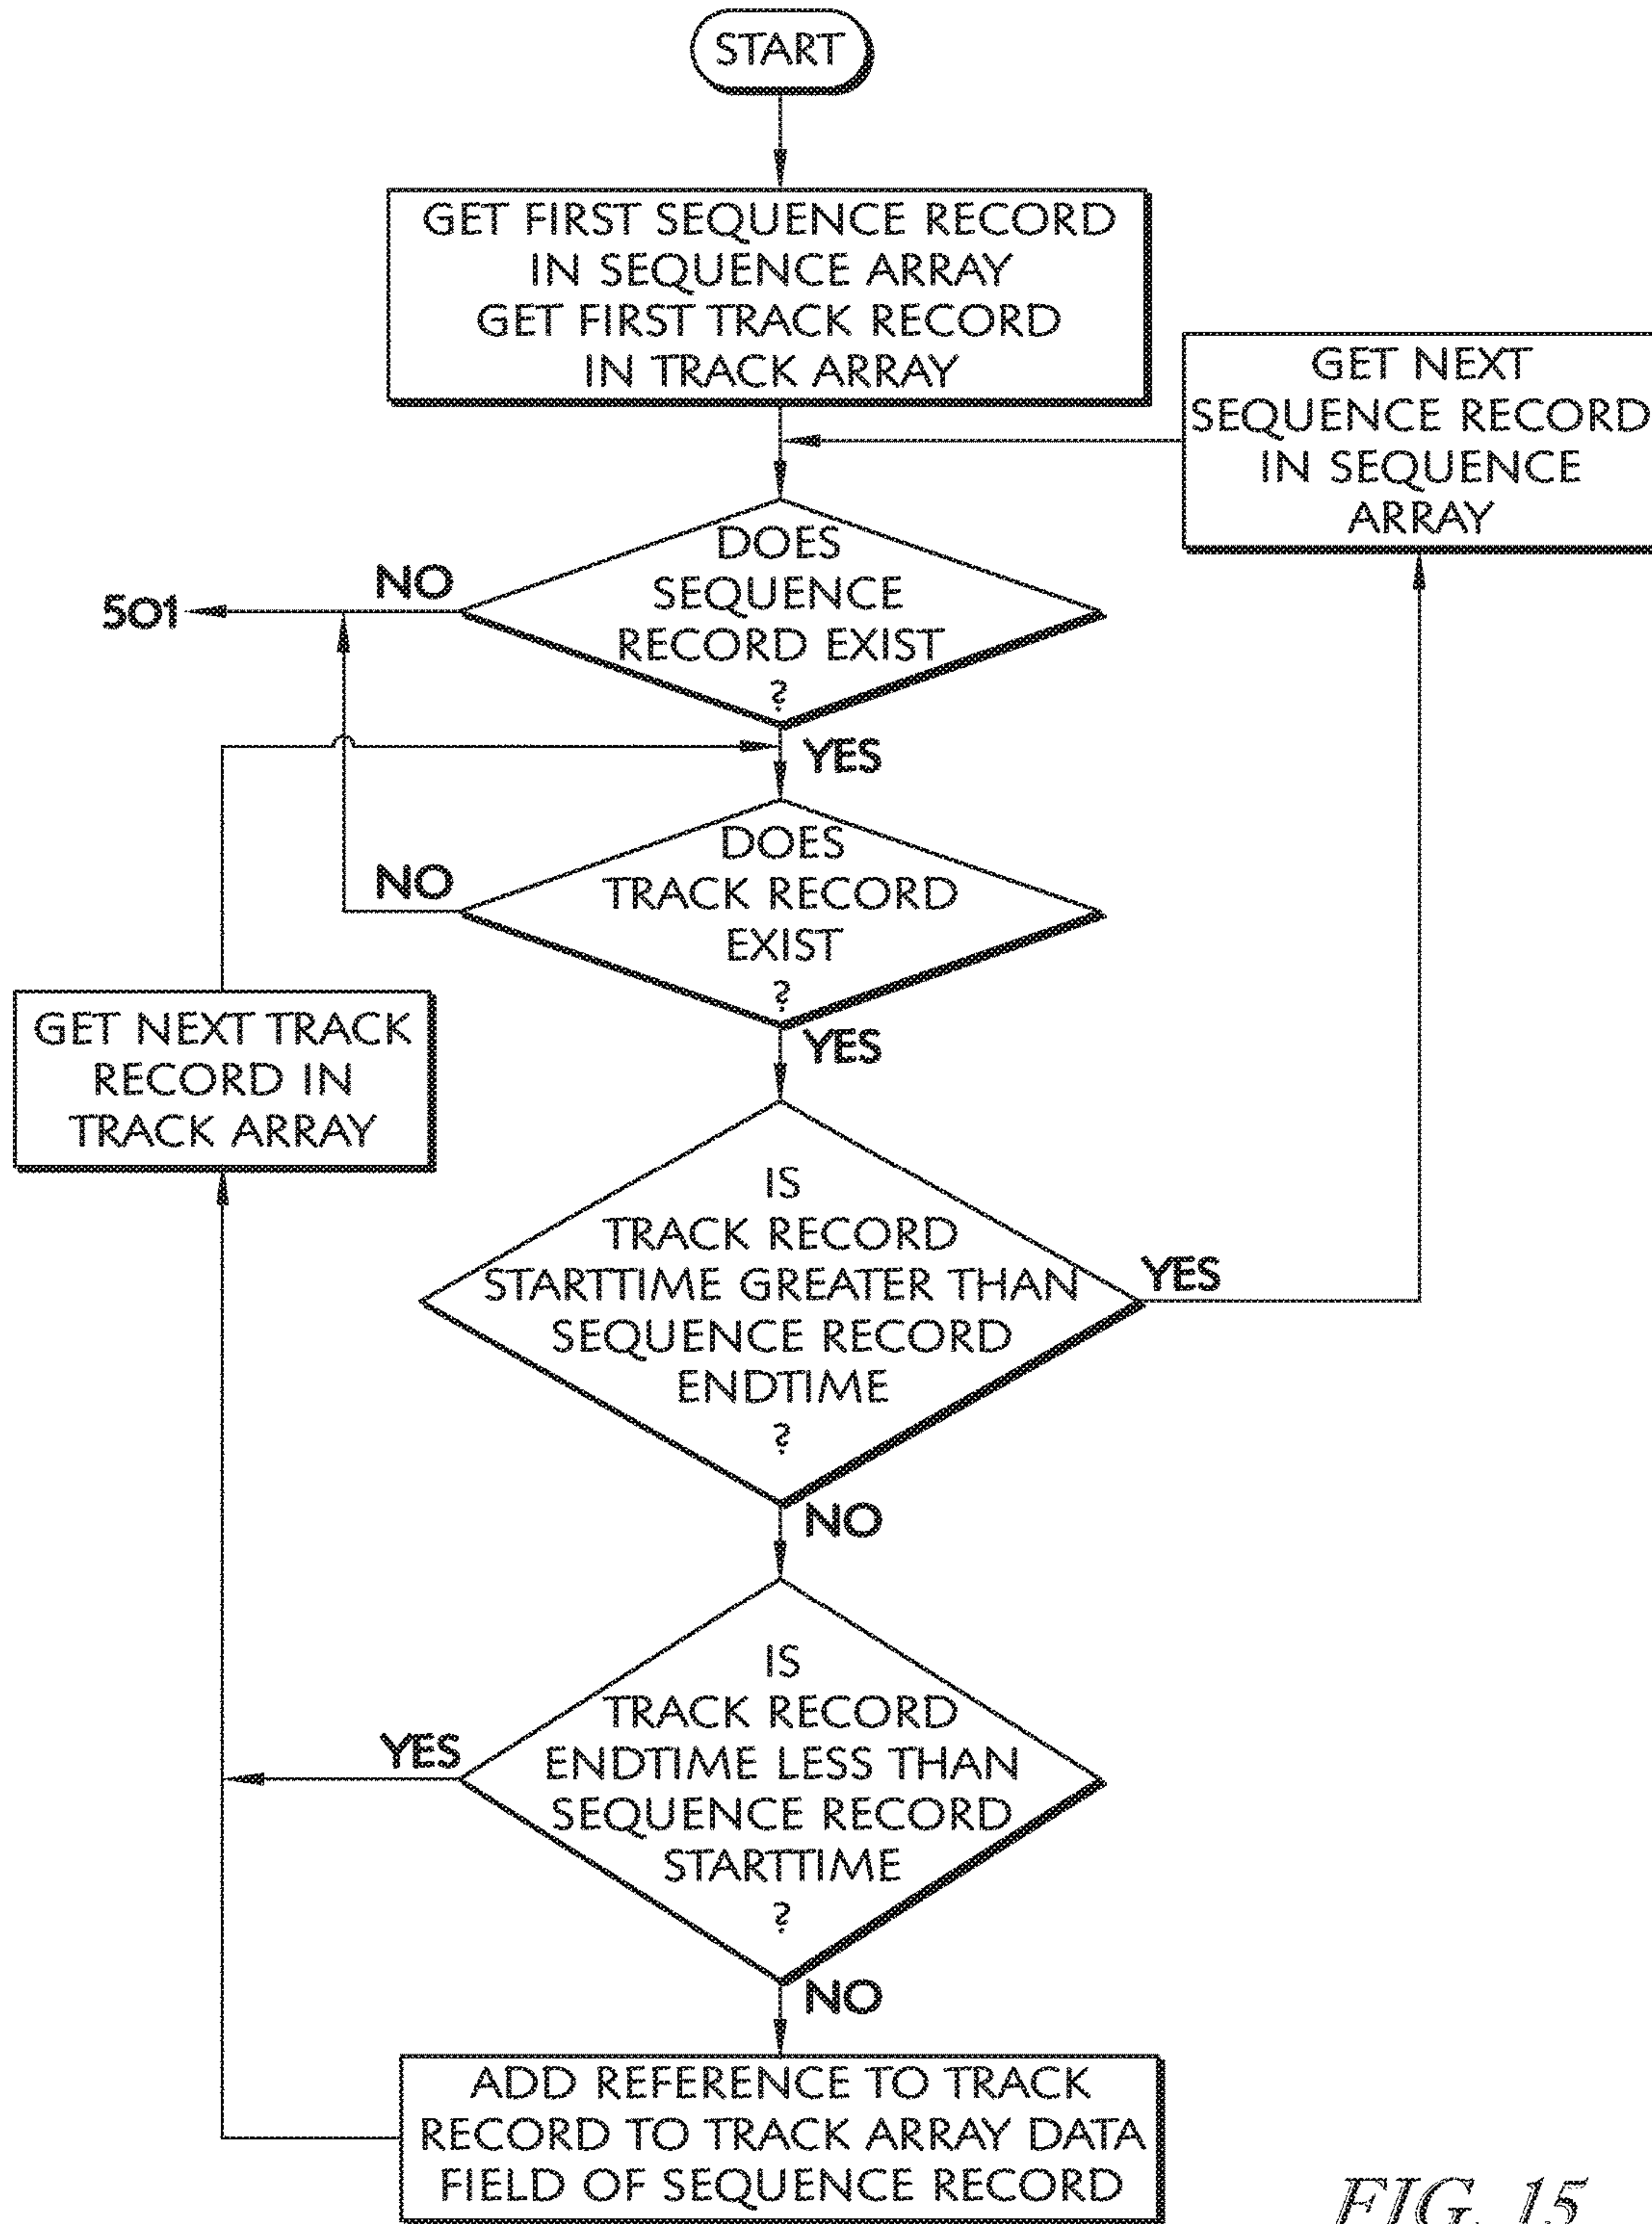 START
GET FIRST SEQUENCE RECORD
IN SEQUENCE ARRAY
GET FIRST TRACK RECORD
IN TRACK ARRAY
GET NEXT
SEQUENCE RECORD
IN SEQUENCE
ARRAY
DOES
SEQUENCE
RECORD EXIST
?
NO
501
YES
DOES
TRACK RECORD
EXIST
?
NO
YES
GET NEXT TRACK
RECORD IN
TRACK ARRAY
IS
TRACK RECORD
STARTTIME GREATER THAN
SEQUENCE RECORD
ENDTIME
?
YES
NO
IS
TRACK RECORD
ENDTIME LESS THAN
SEQUENCE RECORD
STARTTIME
?
YES
NO
ADD REFERENCE TO TRACK
RECORD TO TRACK ARRAY DATA
FIELD OF SEQUENCE RECORD
FIG. 15